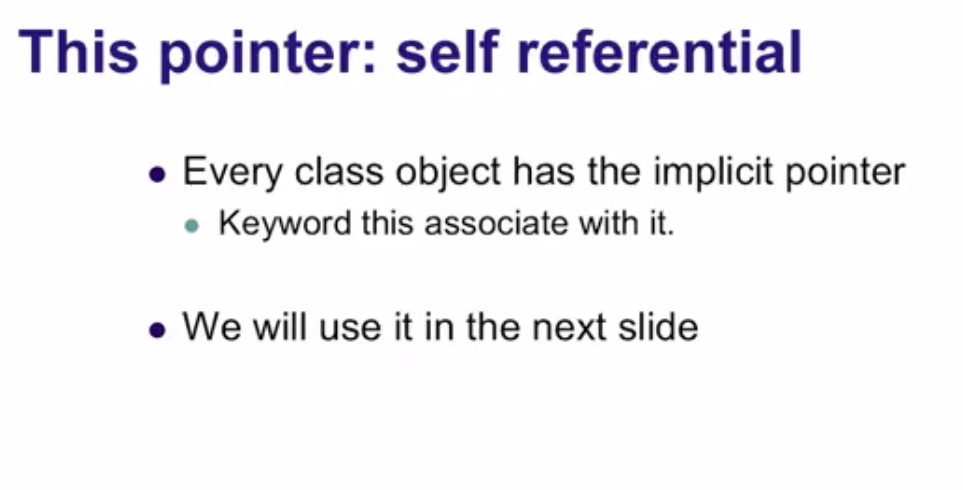 This pointer: self referential
Every class object has the implicit pointer
Keyword this associate with it.
We will use it in the next slide